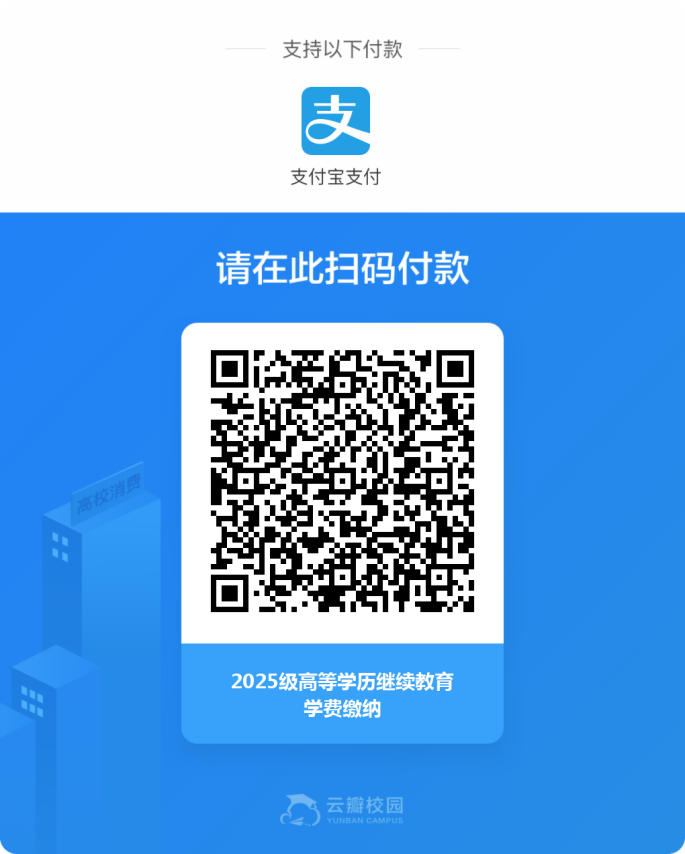 支持以下付款
支
支付宝支付
请在此扫码付款
高校消费
2025级高等学历继续教育
学费缴纳
云瓣校园
YUNBAN CAMPUS